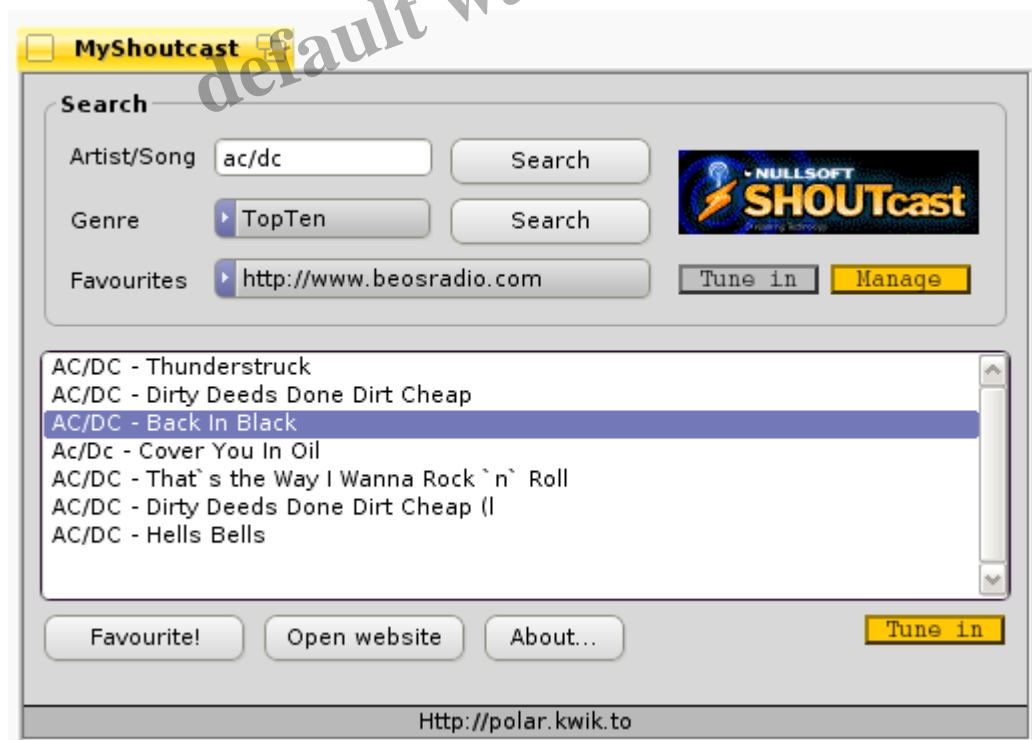 default
MyShoutcast
Search
Artist/Song ac/dc Search
NULLSOFT
SHOUTcast
Genre TopTen Search
Favourites http://www.beosradio.com Tune in Manage
AC/DC - Thunderstruck
AC/DC - Dirty Deeds Done Dirt Cheap
AC/DC - Back In Black
Ac/Dc - Cover You In Oil
AC/DC - That`s the Way I Wanna Rock `n` Roll
AC/DC - Dirty Deeds Done Dirt Cheap (l
AC/DC - Hells Bells
Favourite! Open website About... Tune in
Http://polar.kwik.to